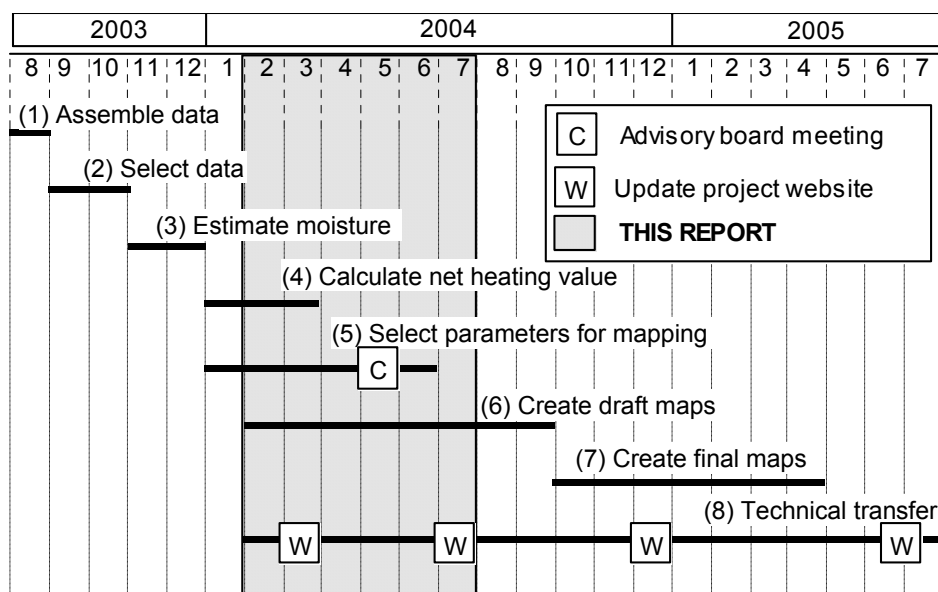 2003 2004 2005
8 9 10 11 12 1 2 3 4 5 6 7 8 9 10 11 12 1 2 3 4 5 6 7
(1) Assemble data
C Advisory board meeting
(2) Select data
W Update project website
(3) Estimate moisture
THIS REPORT
(4) Calculate net heating value
(5) Select parameters for mapping
C
(6) Create draft maps
(7) Create final maps
(8) Technical transfer
W W W W